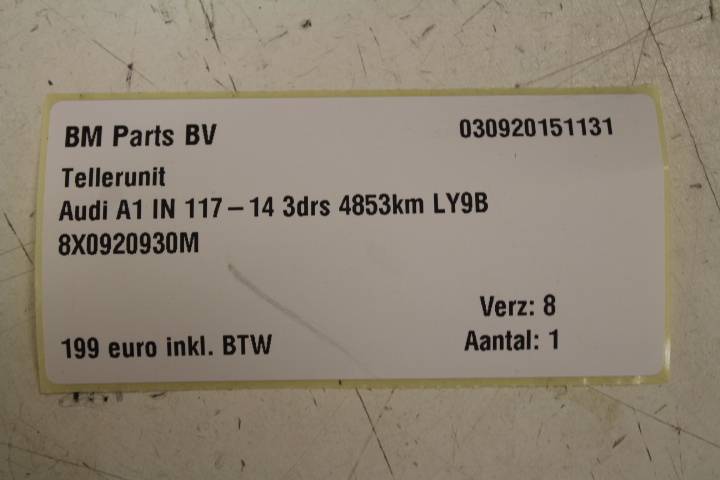 BM Parts BV 030920151131
Tellerunit
Audi A1 IN 117-14 3drs 4853km LY9B
8X0920930M
Verz: 8
199 euro inkl. BTW Aantal: 1